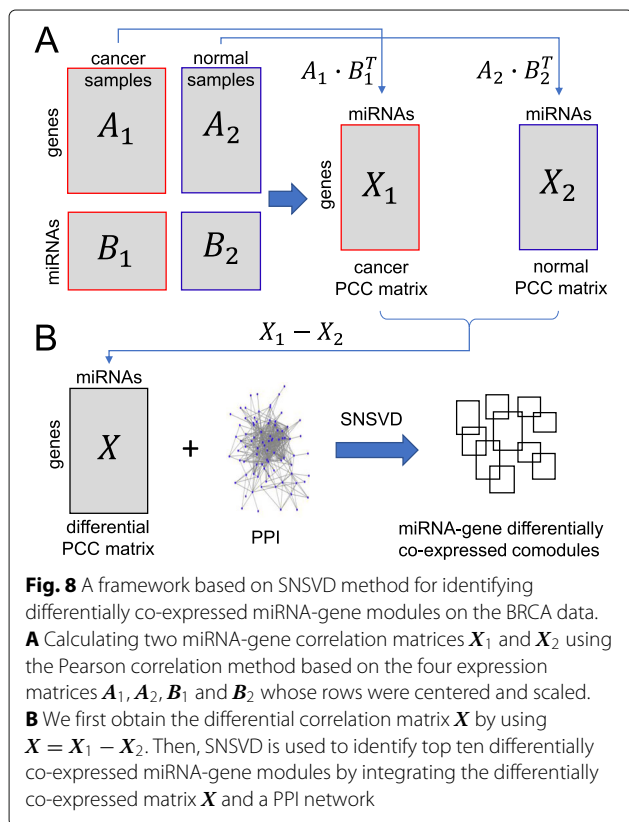 A
cancer
samples
normal
samples
A₁ · B₁ᵀ
A₂ · B₂ᵀ
genes
A₁
A₂
miRNAs
miRNAs
genes
X₁
X₂
miRNAs
B₁
B₂
cancer
PCC matrix
normal
PCC matrix
B
X₁ − X₂
miRNAs
genes
X
+
SNSVD
differential
PCC matrix
PPI
miRNA-gene differentially
co-expressed comodules
Fig. 8 A framework based on SNSVD method for identifying
differentially co-expressed miRNA-gene modules on the BRCA data.
A Calculating two miRNA-gene correlation matrices X₁ and X₂ using
the Pearson correlation method based on the four expression
matrices A₁, A₂, B₁ and B₂ whose rows were centered and scaled.
B We first obtain the differential correlation matrix X by using
X = X₁ − X₂. Then, SNSVD is used to identify top ten differentially
co-expressed miRNA-gene modules by integrating the differentially
co-expressed matrix X and a PPI network